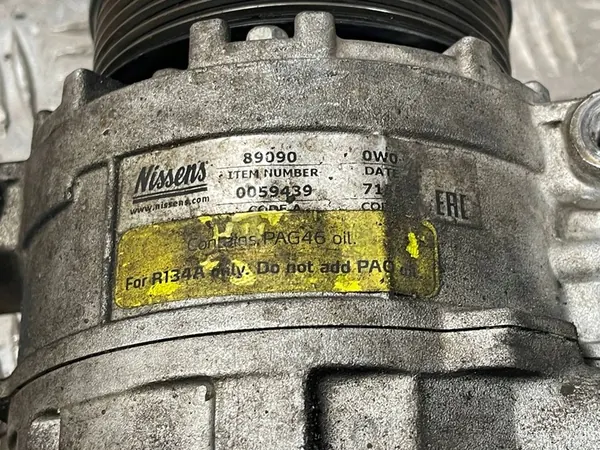 Nissens
www.nissens.com
89090 0W0
ITEM NUMBER DATE
0059439 71
CODE A
EAC
Contains PAG46 oil.
For R134A only. Do not add PAG oil.